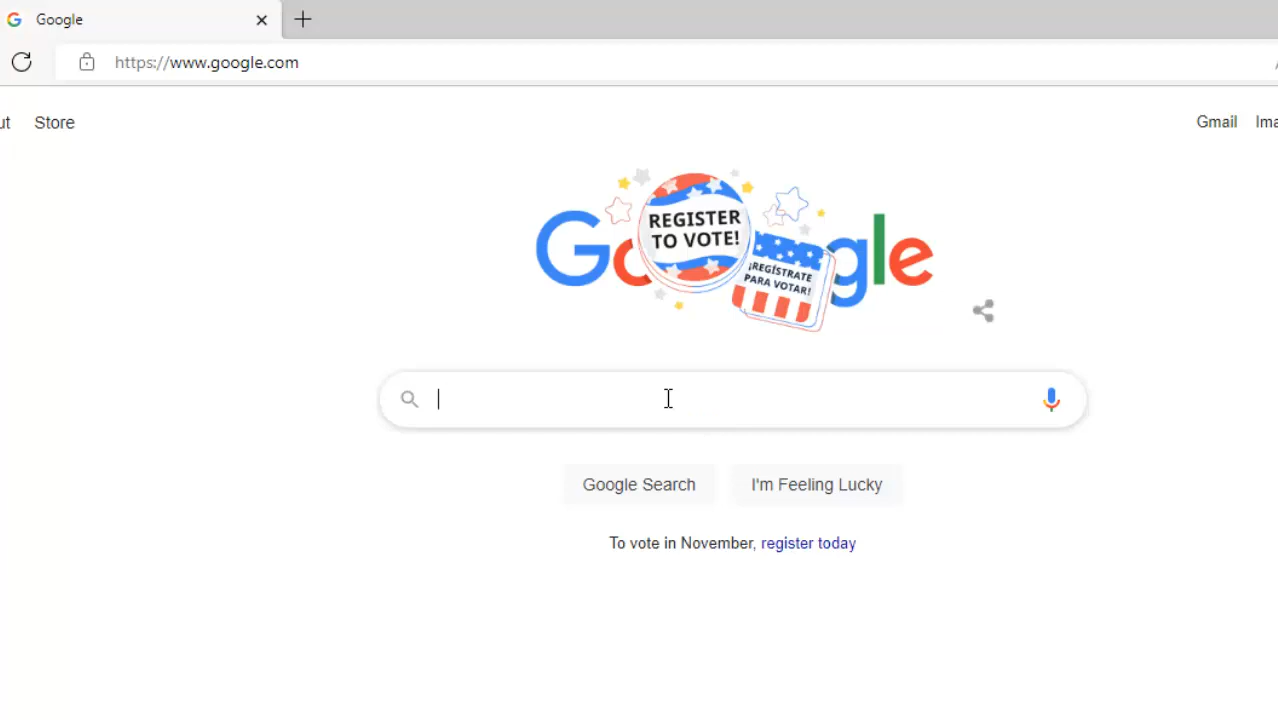 Google
https://www.google.com
ut Store
Gmail Ima
Google
REGISTER
TO VOTE!
¡REGÍSTRATE
PARA VOTAR!
Google Search I'm Feeling Lucky
To vote in November, register today